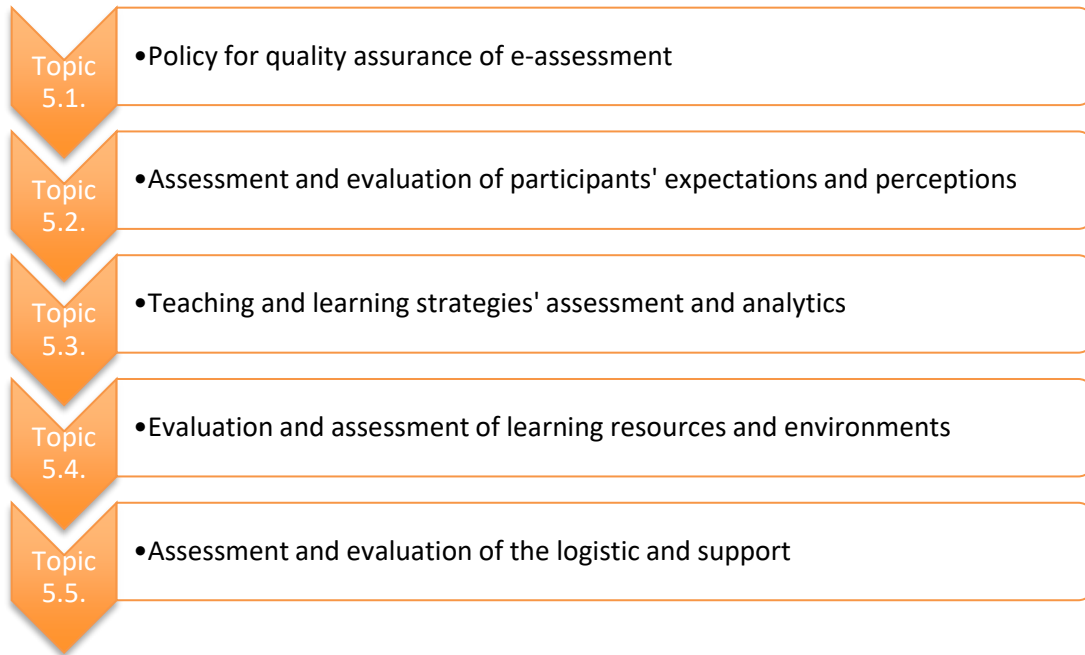 Topic
5.1.
•Policy for quality assurance of e-assessment
Topic
5.2.
•Assessment and evaluation of participants' expectations and perceptions
Topic
5.3.
•Teaching and learning strategies' assessment and analytics
Topic
5.4.
•Evaluation and assessment of learning resources and environments
Topic
5.5.
•Assessment and evaluation of the logistic and support